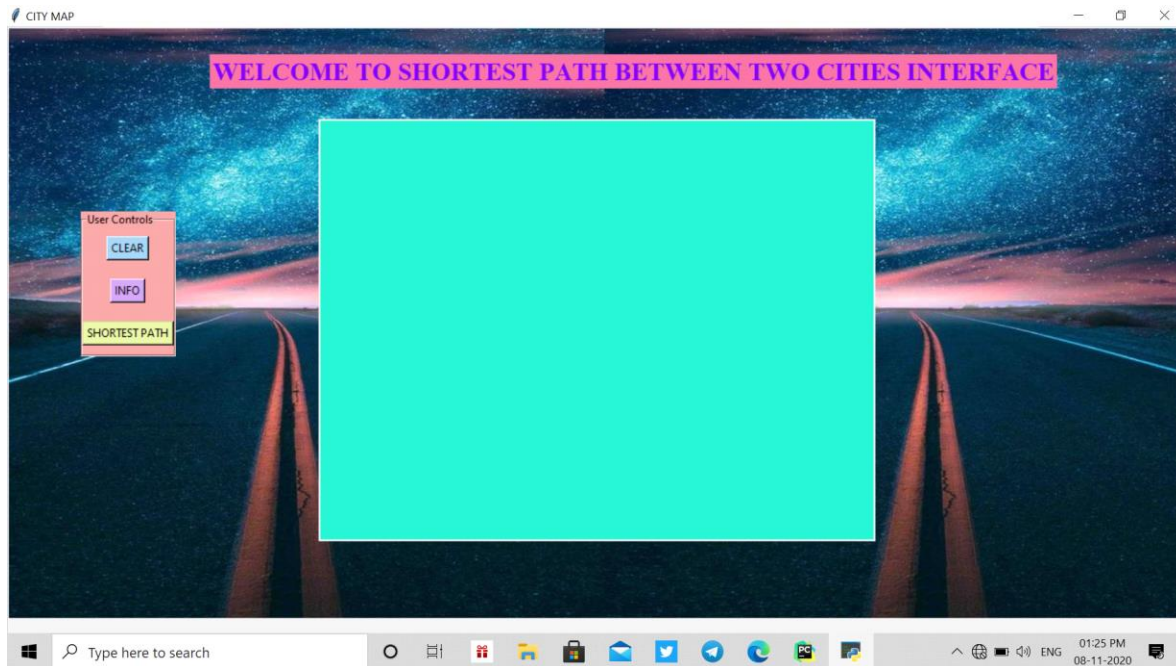 CITY MAP
WELCOME TO SHORTEST PATH BETWEEN TWO CITIES INTERFACE
User Controls
CLEAR
INFO
SHORTEST PATH
Type here to search
PC
ENG
01:25 PM
08-11-2020